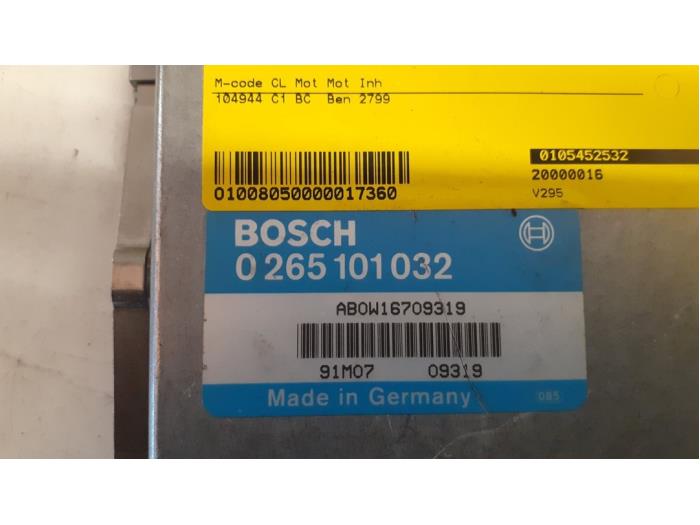 M-code CL Mot Mot Inh
104944 C1 BC Ben 2799
01008050000017360
0105452532
20000016
V295
BOSCH
0 265 101 032
ABOW16709319
91M07 09319
Made in Germany
085